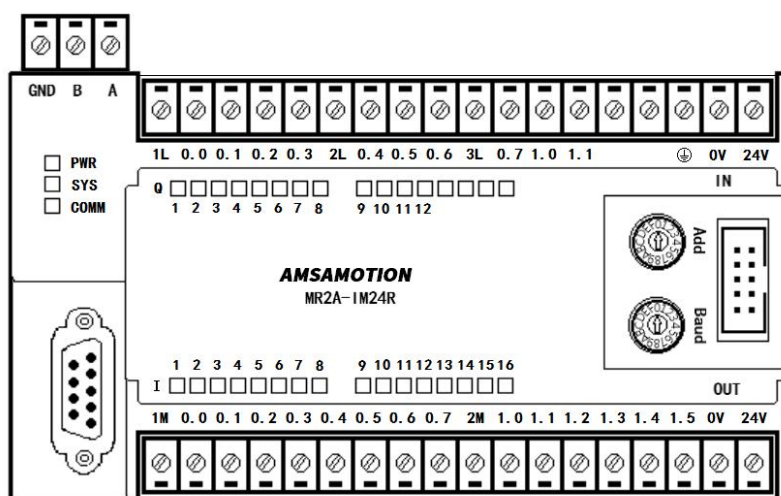 GND B A
1L 0.0 0.1 0.2 0.3 2L 0.4 0.5 0.6 3L 0.7 1.0 1.1 0V 24V
PWR
SYS
COMM
IN
Q
1 2 3 4 5 6 7 8 9 10 11 12
Add
AMSAMOTION
MR2A-IM24R
Baud
1 2 3 4 5 6 7 8 9 10 11 12 13 14 15 16
I
OUT
1M 0.0 0.1 0.2 0.3 0.4 0.5 0.6 0.7 2M 1.0 1.1 1.2 1.3 1.4 1.5 0V 24V